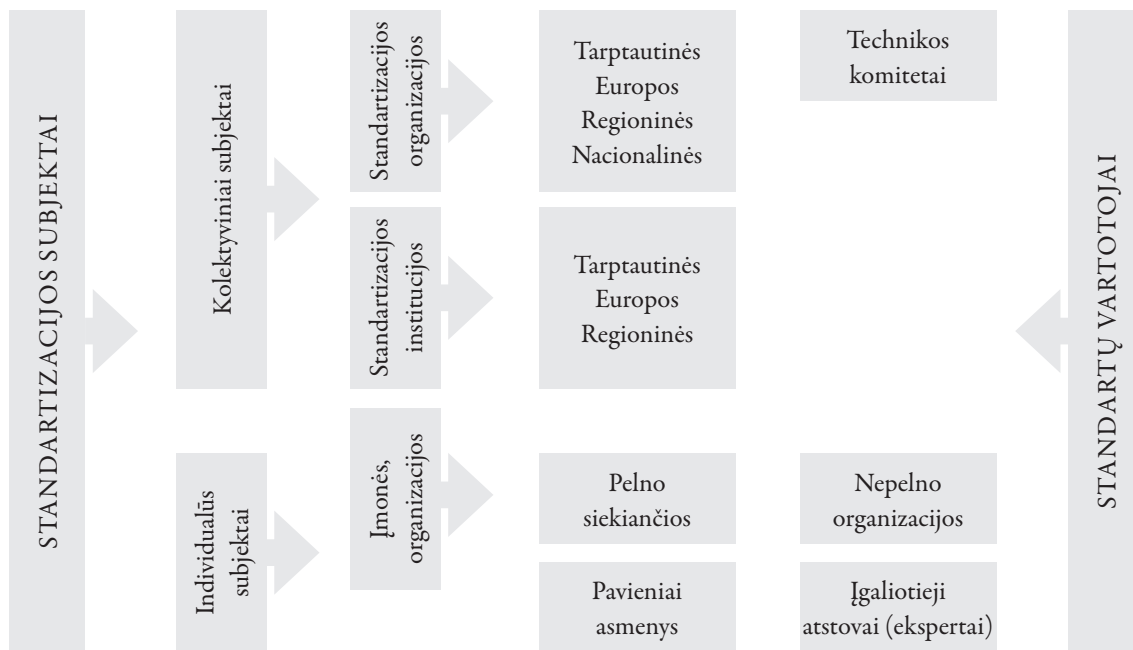 STANDARTIZACIJOS SUBJEKTAI
Kolektyviniai subjektai
Standartizacijos
organizacijos
Tarptautinės
Europos
Regioninės
Nacionalinės
Technikos
komitetai
Standartizacijos
institucijos
Tarptautinės
Europos
Regioninės
Individualūs
subjektai
Įmonės,
organizacijos
Pelno
siekiančios
Nepelno
organizacijos
Pavieniai
asmenys
Įgaliotieji
atstovai (ekspertai)
STANDARTŲ VARTOTOJAI